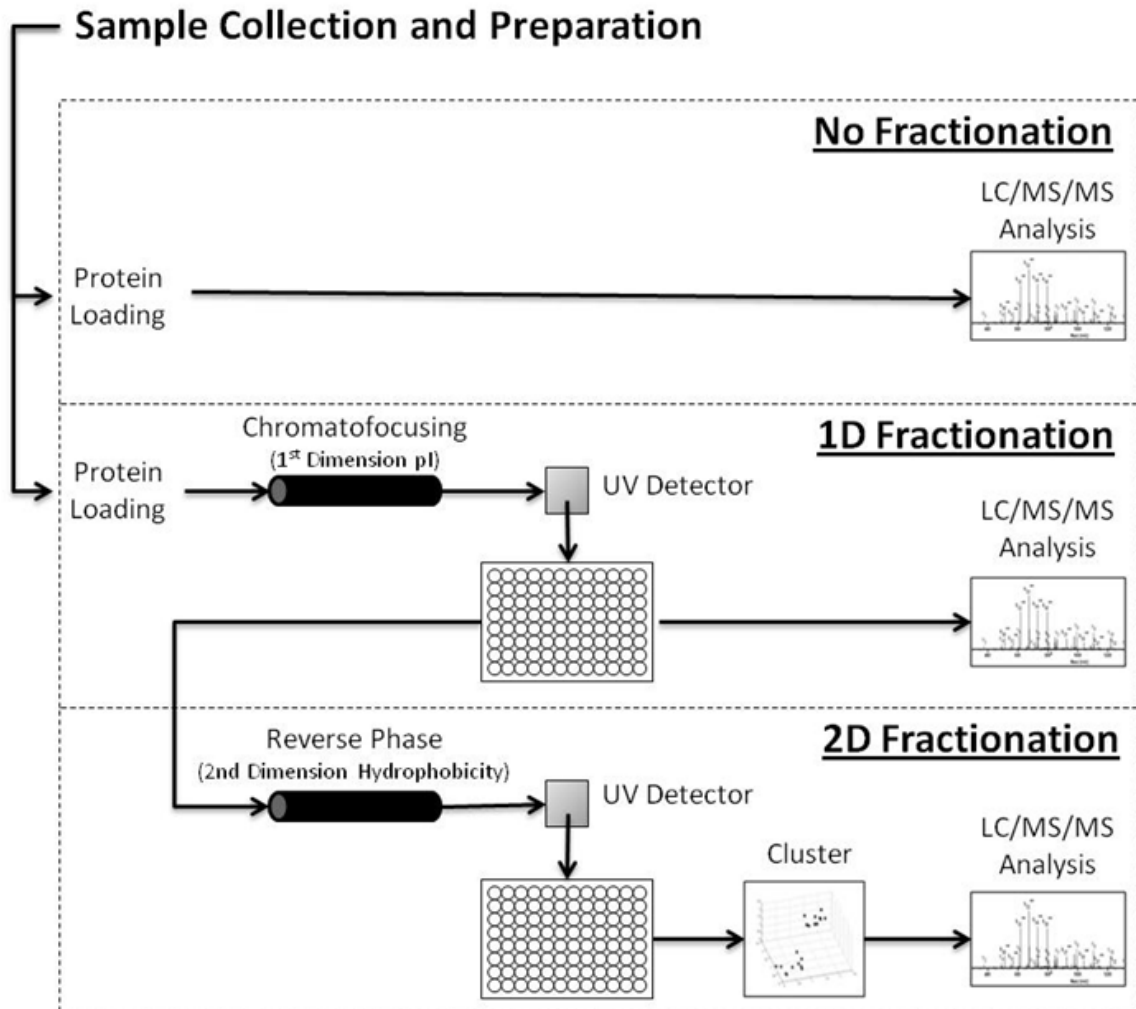 Sample Collection and Preparation
No Fractionation
LC/MS/MS
Analysis
Protein
Loading
1D Fractionation
Chromatofocusing
(1st Dimension pI)
Protein
Loading
UV Detector
LC/MS/MS
Analysis
2D Fractionation
Reverse Phase
(2nd Dimension Hydrophobicity)
UV Detector
Cluster
LC/MS/MS
Analysis